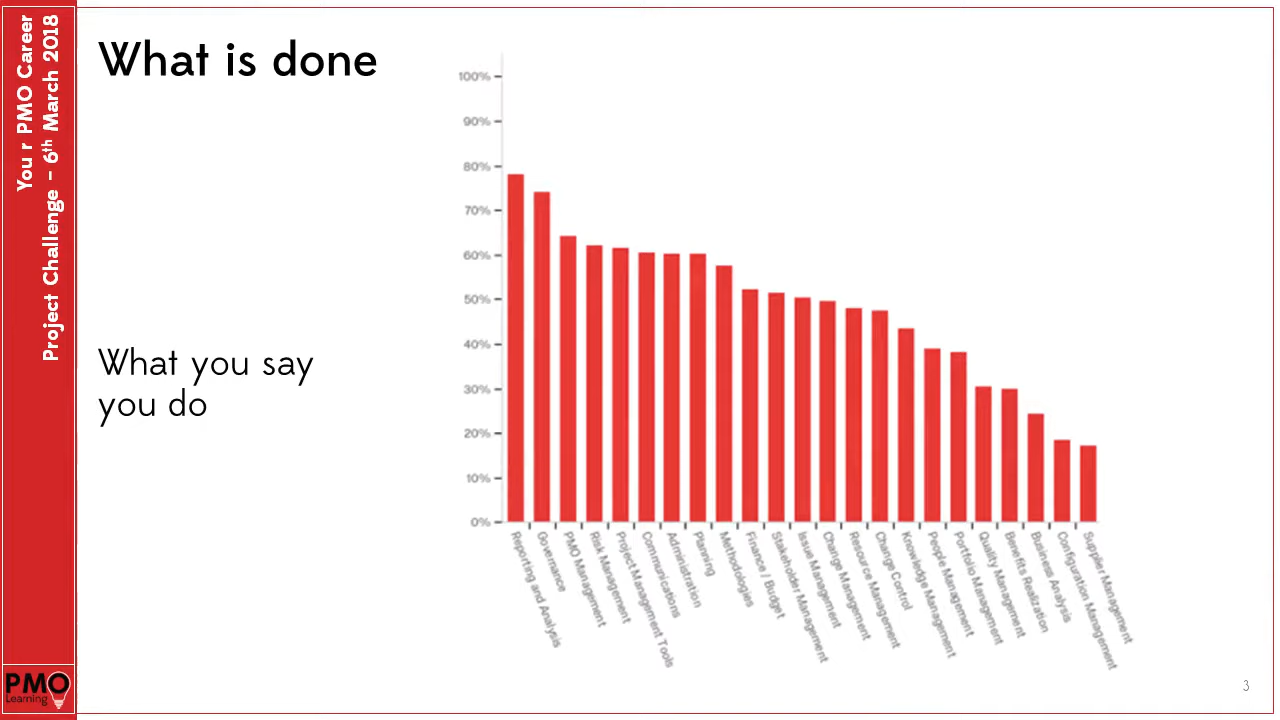 You r PMO Career
Project Challenge – 6th March 2018
What is done
What you say
you do
100%
90%
80%
70%
60%
50%
40%
30%
20%
10%
0%
Reporting and Analysis
Governance
PMO Management
Risk Management
Project Management Tools
Communications
Administration
Planning
Methodologies
Finance / Budget
Stakeholder Management
Issue Management
Change Management
Resource Management
Change Control
Knowledge Management
People Management
Portfolio Management
Quality Management
Benefits Realization
Business Analysis
Configuration Management
Supplier Management
PMO
Learning
3